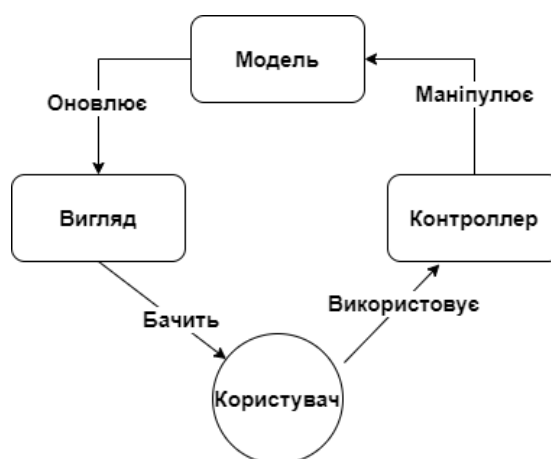 Модель
Оновлює
Маніпулює
Вигляд
Контроллер
Бачить
Використовує
Користувач